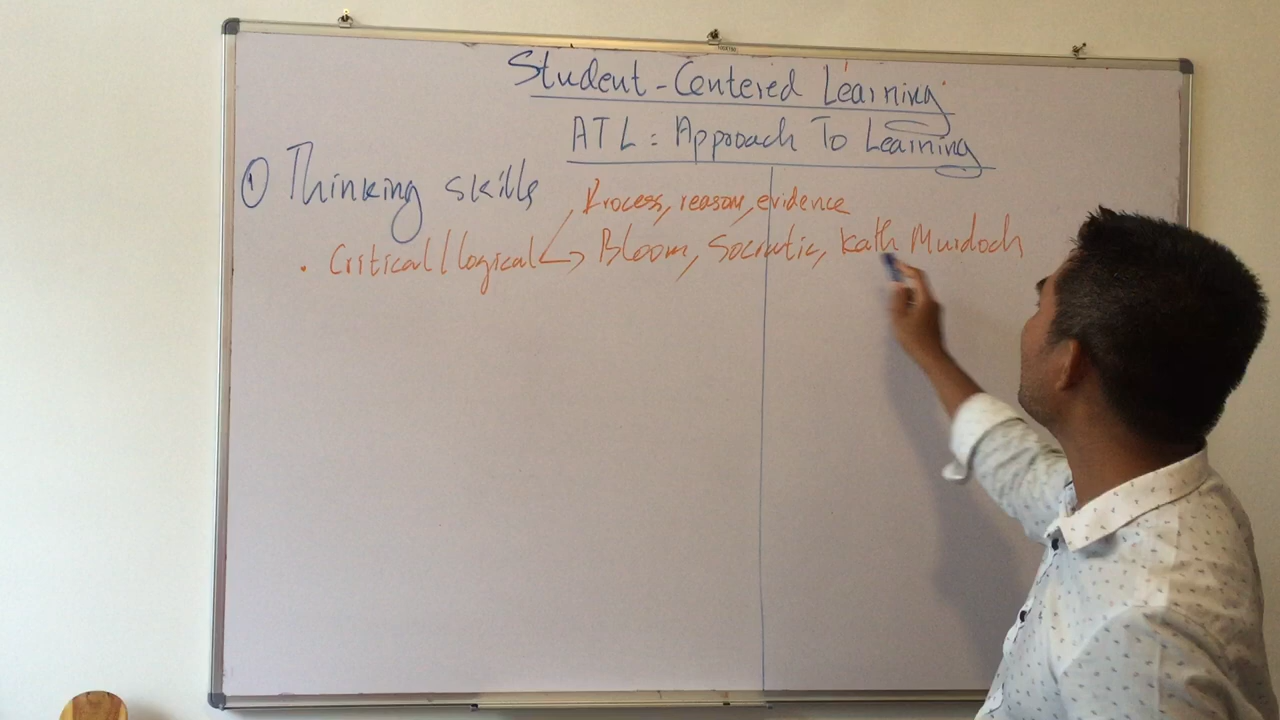 Student-Centered Learning
ATL: Approach To Learning
① Thinking skills
Process, reason, evidence
• Critical/logical → Bloom, Socratic, Kath Murdoch